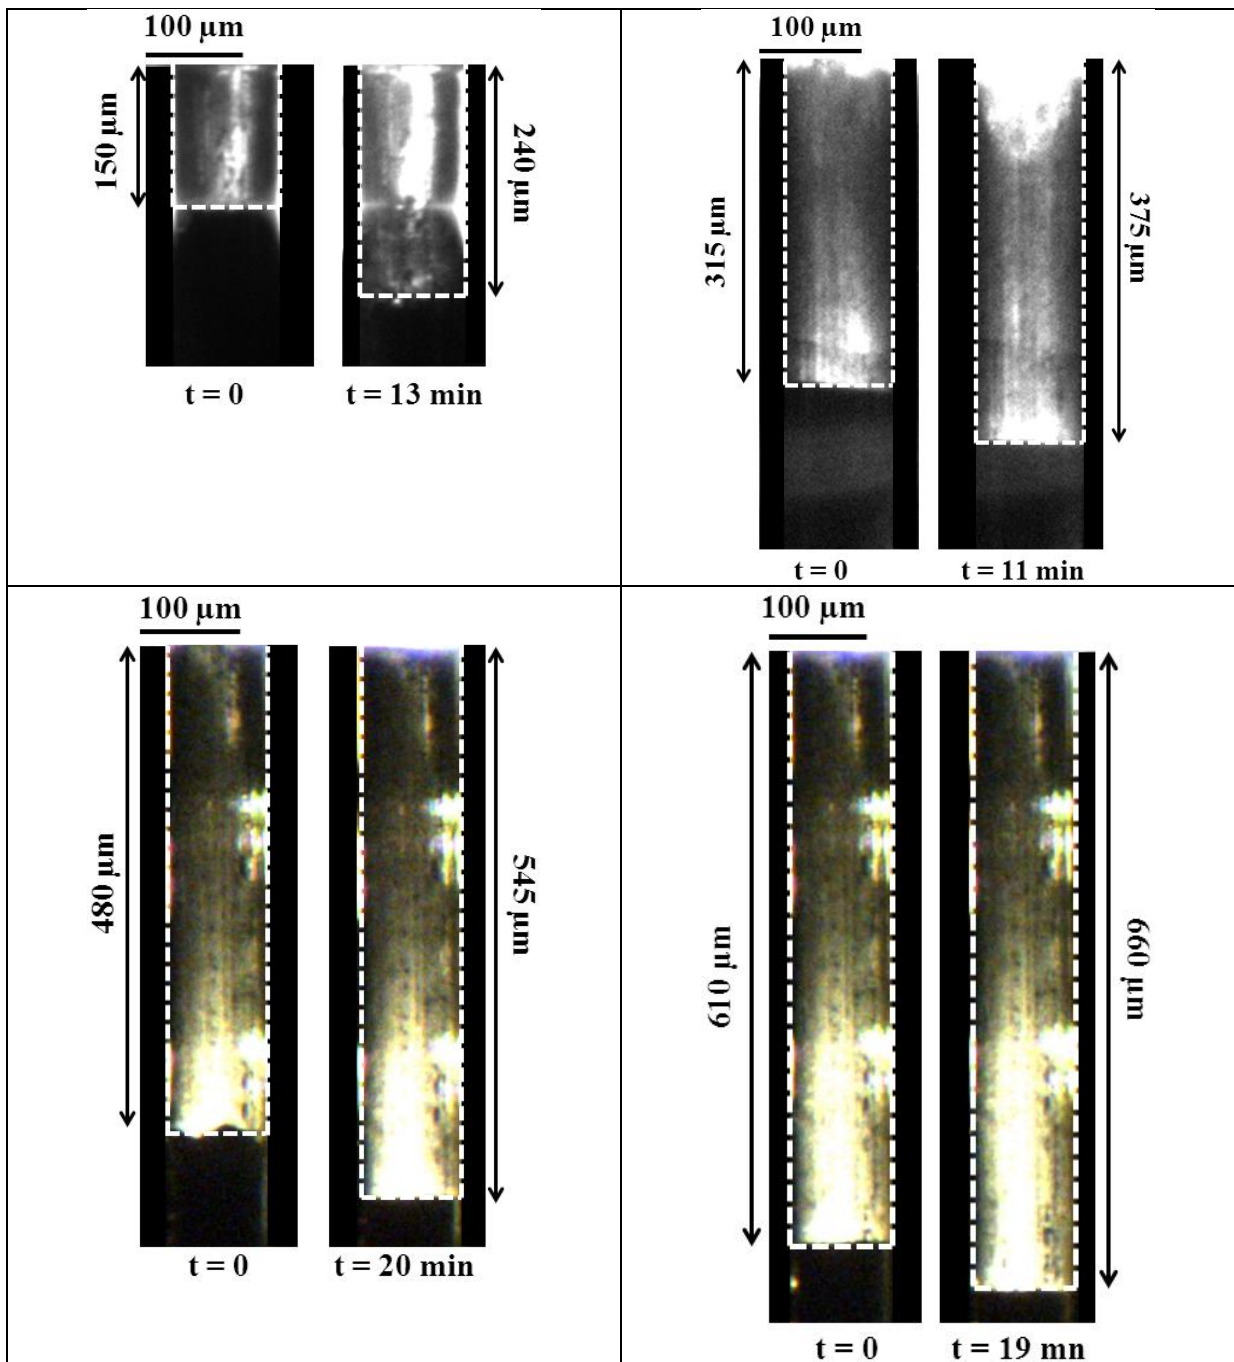 100 µm
150 µm
240 µm
t = 0
t = 13 min
100 µm
315 µm
375 µm
t = 0
t = 11 min
100 µm
480 µm
545 µm
t = 0
t = 20 min
100 µm
610 µm
660 µm
t = 0
t = 19 mn